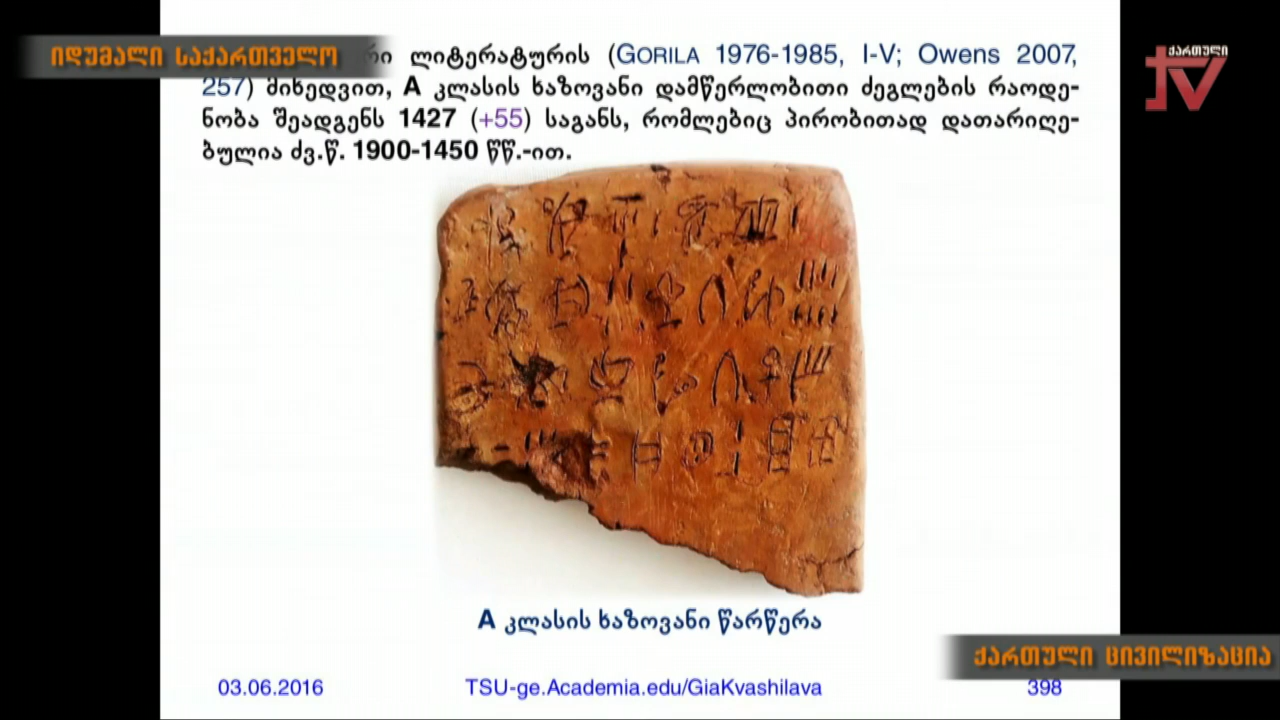 იდუმალი საქართველო
ქართული
TV
რი ლიტერატურის (GORILA 1976-1985, I-V; Owens 2007,
257) მიხედვით, A კლასის ხაზოვანი დამწერლობითი ძეგლების რაოდე-
ნობა შეადგენს 1427 (+55) საგანს, რომლებიც პირობითად დათარიღე-
ბულია ძვ.წ. 1900-1450 წწ.-ით.
A კლასის ხაზოვანი წარწერა
ქართული ცივილიზაცია
03.06.2016 TSU-ge.Academia.edu/GiaKvashilava 398